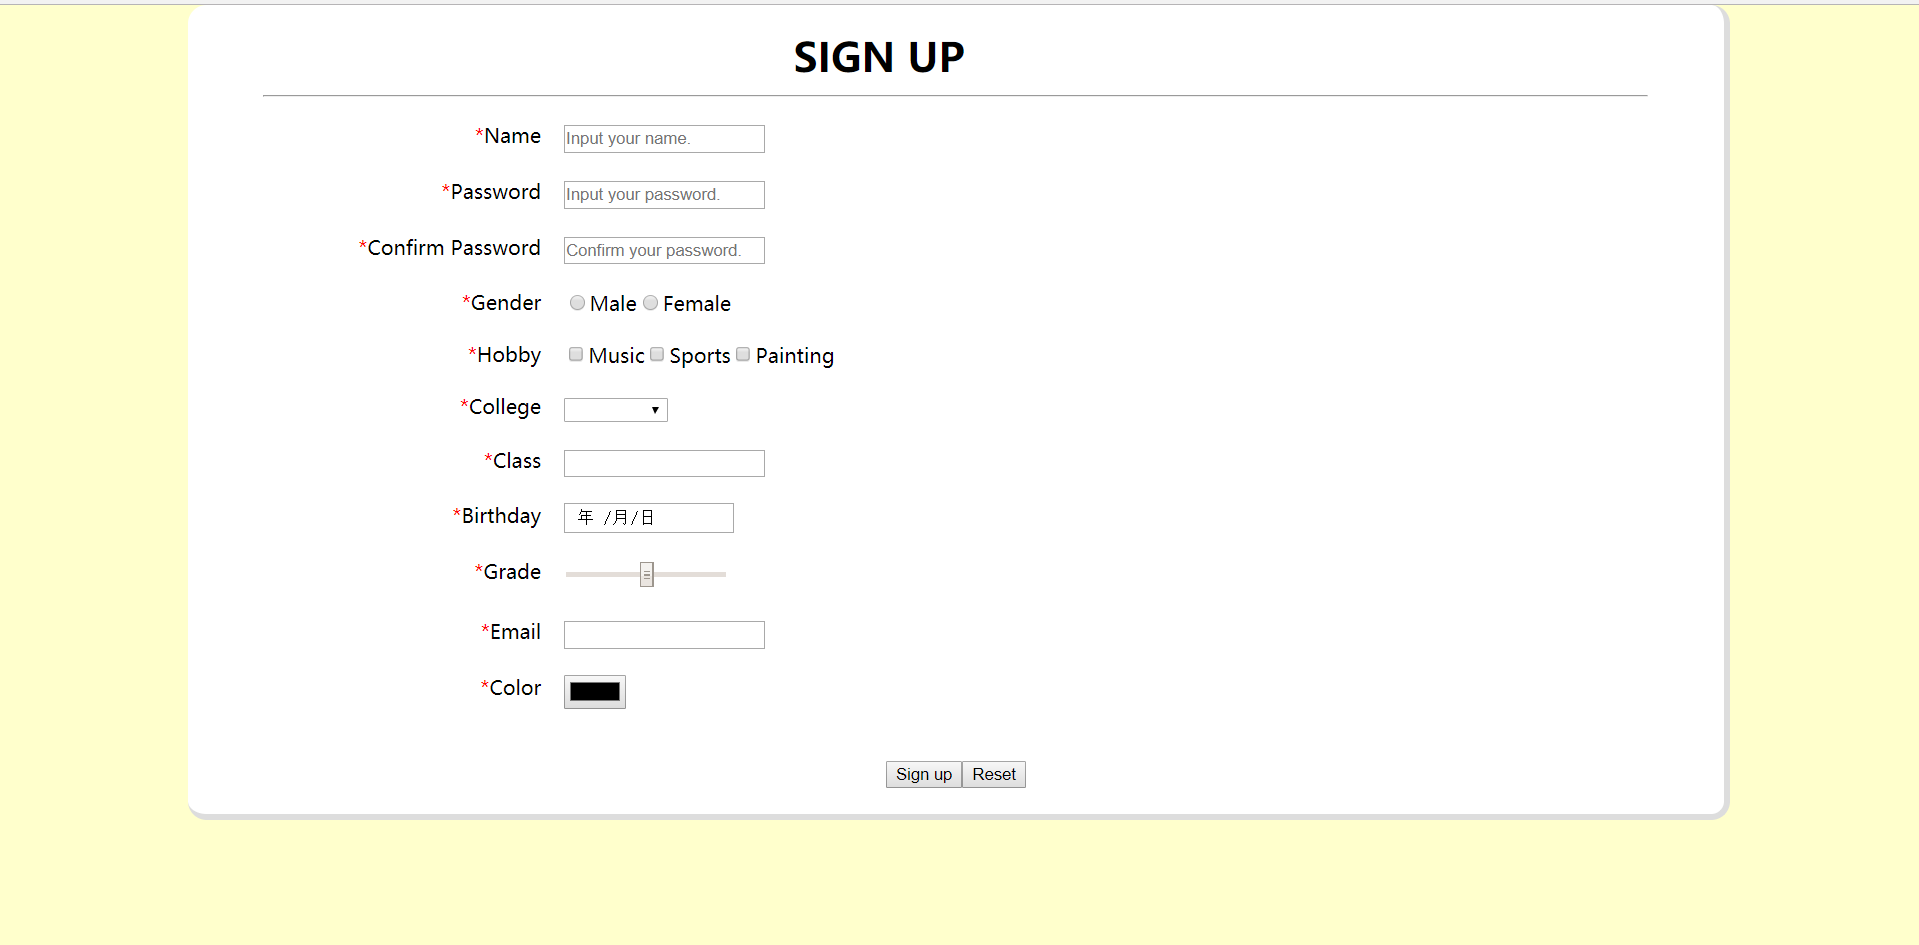 SIGN UP
*Name Input your name.
*Password Input your password.
*Confirm Password Confirm your password.
*Gender Male Female
*Hobby Music Sports Painting
*College
*Class
*Birthday 年 /月/日
*Grade
*Email
*Color
Sign up Reset